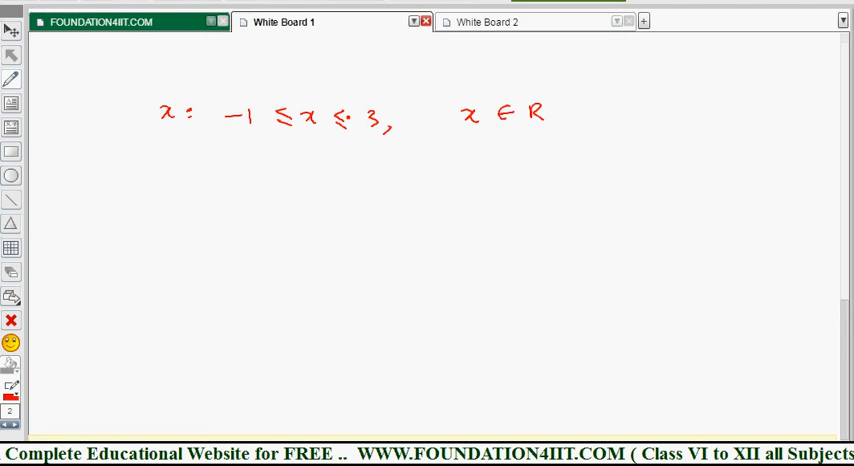 FOUNDATION4IIT.COM White Board 1 White Board 2
x : -1 ≤ x ≤ 3, x ∈ R
2
Complete Educational Website for FREE .. WWW.FOUNDATION4IIT.COM ( Class VI to XII all Subjects